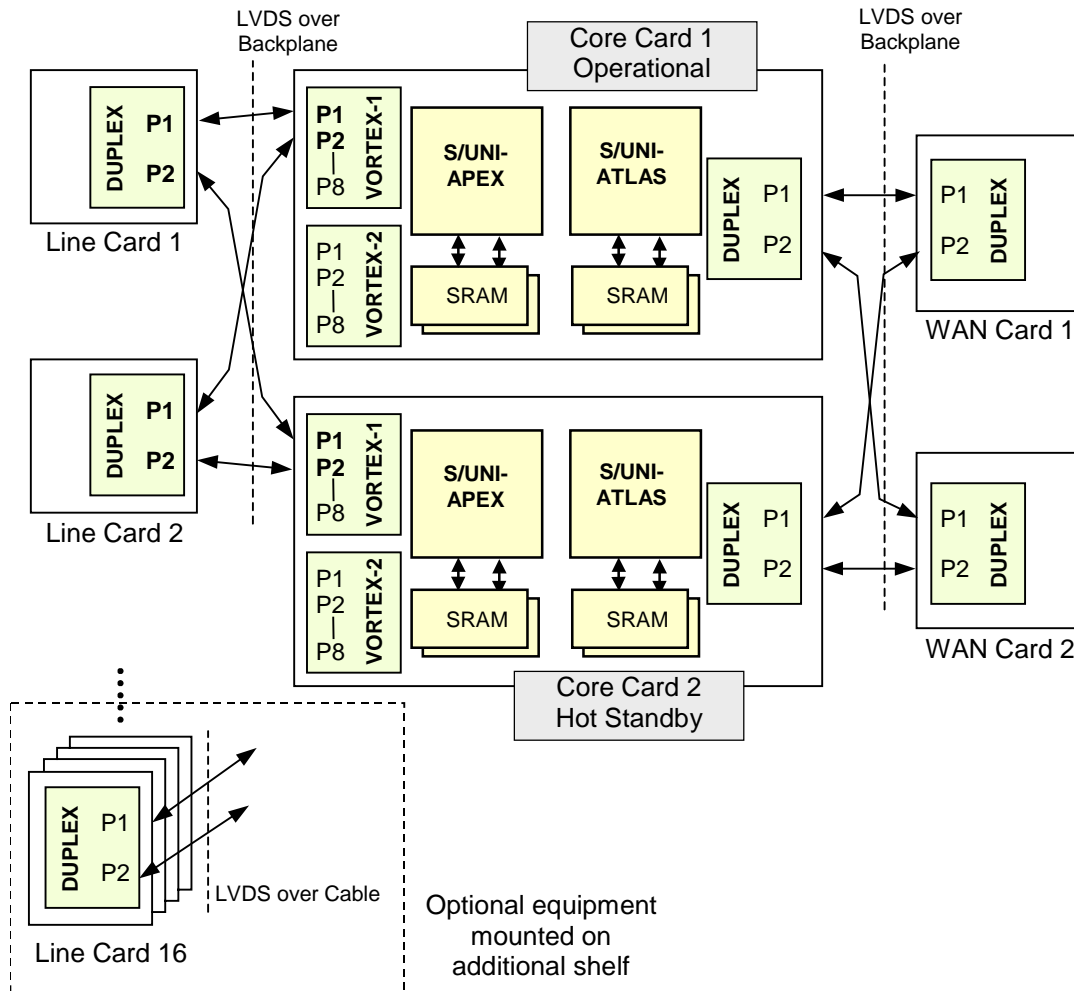 LVDS over
Backplane
LVDS over
Backplane
Core Card 1
Operational
DUPLEX
P1
P2
Line Card 1
P1
P2
P8
VORTEX-1
P1
P2
P8
VORTEX-2
S/UNI-
APEX
SRAM
S/UNI-
ATLAS
SRAM
DUPLEX
P1
P2
P1
P2
DUPLEX
WAN Card 1
DUPLEX
P1
P2
Line Card 2
P1
P2
P8
VORTEX-1
P1
P2
P8
VORTEX-2
S/UNI-
APEX
SRAM
S/UNI-
ATLAS
SRAM
DUPLEX
P1
P2
P1
P2
DUPLEX
WAN Card 2
Core Card 2
Hot Standby
DUPLEX
P1
P2
Line Card 16
LVDS over Cable
Optional equipment
mounted on
additional shelf